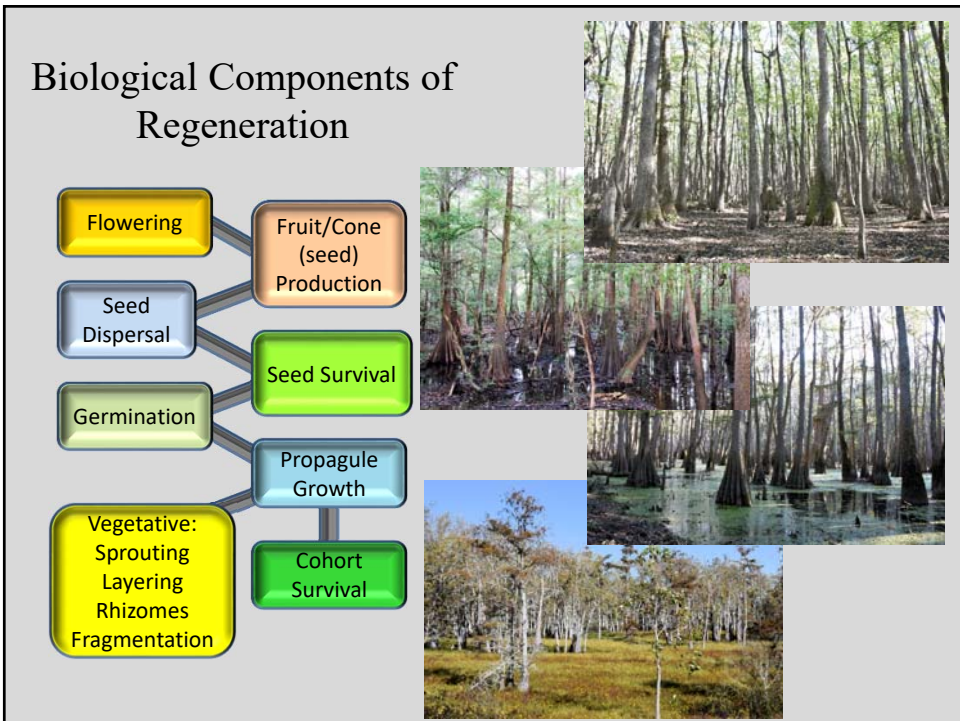 Biological Components of
Regeneration
Flowering
Fruit/Cone
(seed)
Production
Seed
Dispersal
Seed Survival
Germination
Propagule
Growth
Vegetative:
Sprouting
Layering
Rhizomes
Fragmentation
Cohort
Survival